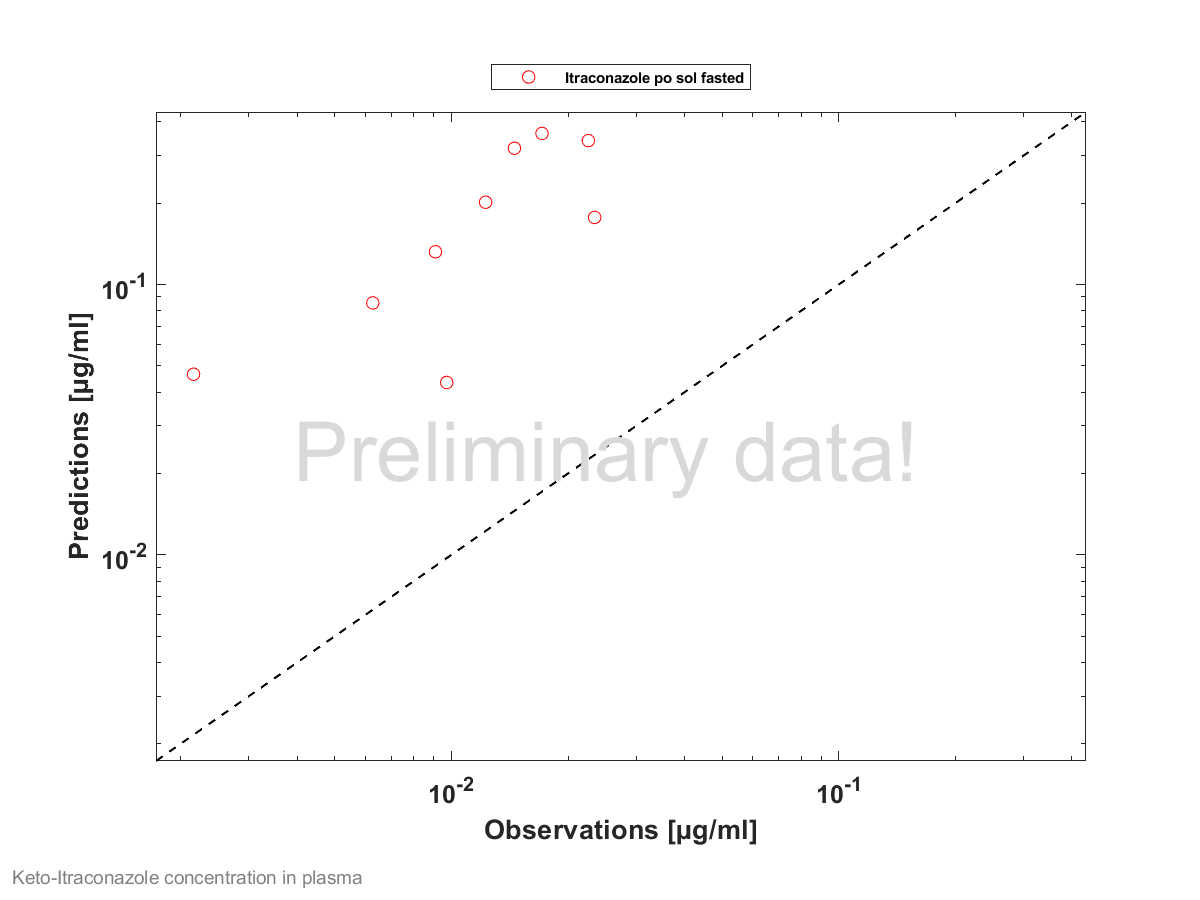 Itraconazole po sol fasted
10-1
10-2
Predictions [µg/ml]
Preliminary data!
10-2
10-1
Observations [µg/ml]
Keto-Itraconazole concentration in plasma